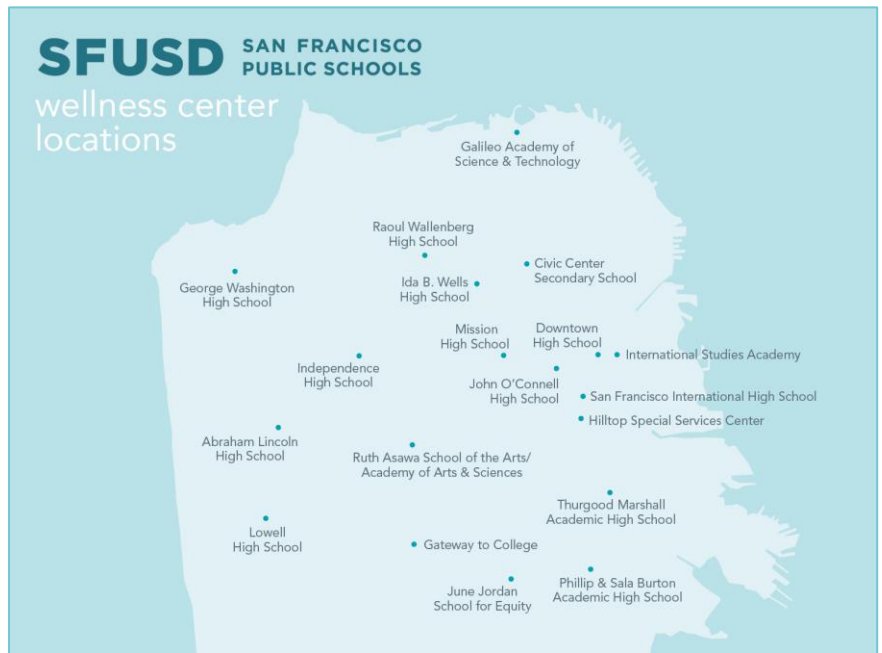 SFUSD SAN FRANCISCO
PUBLIC SCHOOLS
wellness center
locations
Galileo Academy of
Science & Technology
Raoul Wallenberg
High School
Civic Center
Secondary School
George Washington
High School
Ida B. Wells
High School
Mission
High School
Downtown
High School
International Studies Academy
Independence
High School
John O'Connell
High School
San Francisco International High School
Hilltop Special Services Center
Abraham Lincoln
High School
Ruth Asawa School of the Arts/
Academy of Arts & Sciences
Thurgood Marshall
Academic High School
Lowell
High School
Gateway to College
June Jordan
School for Equity
Phillip & Sala Burton
Academic High School